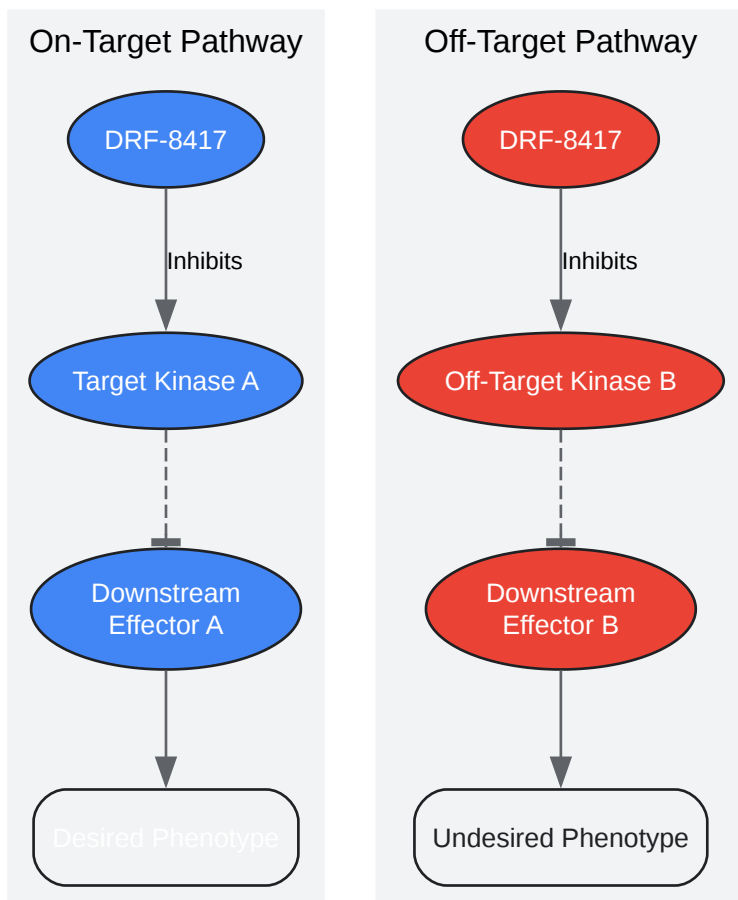 On-Target Pathway
DRF-8417
Inhibits
Target Kinase A
Downstream
Effector A
Desired Phenotype
Off-Target Pathway
DRF-8417
Inhibits
Off-Target Kinase B
Downstream
Effector B
Undesired Phenotype